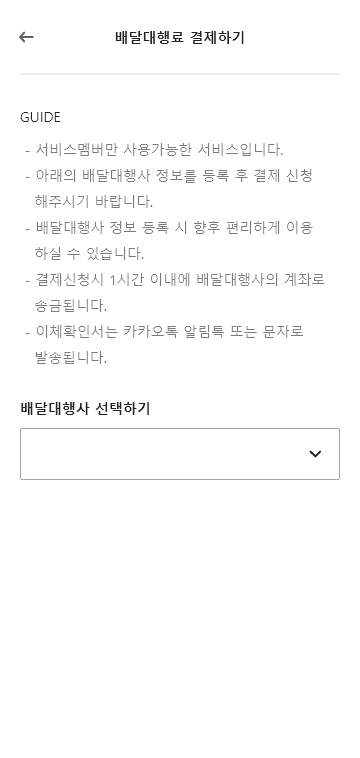 배달대행료 결제하기
GUIDE
- 서비스멤버만 사용가능한 서비스입니다.
- 아래의 배달대행사 정보를 등록 후 결제 신청
해주시기 바랍니다.
- 배달대행사 정보 등록 시 향후 편리하게 이용
하실 수 있습니다.
- 결제신청시 1시간 이내에 배달대행사의 계좌로
송금됩니다.
- 이체확인서는 카카오톡 알림톡 또는 문자로
발송됩니다.
배달대행사 선택하기